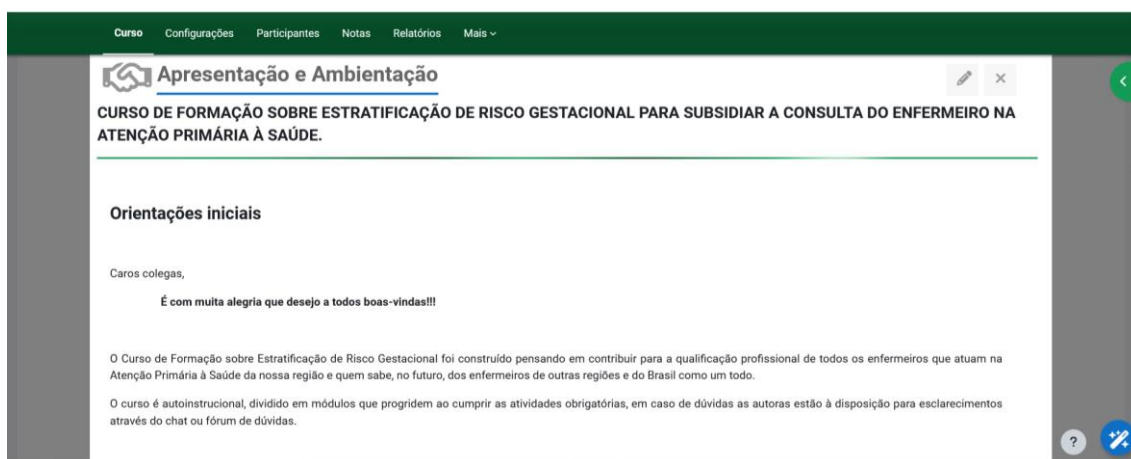 Curso Configurações Participantes Notas Relatórios Mais
Apresentação e Ambientação
CURSO DE FORMAÇÃO SOBRE ESTRATIFICAÇÃO DE RISCO GESTACIONAL PARA SUBSIDIAR A CONSULTA DO ENFERMEIRO NA
ATENÇÃO PRIMÁRIA À SAÚDE.
Orientações iniciais
Caros colegas,
É com muita alegria que desejo a todos boas-vindas!!!
O Curso de Formação sobre Estratificação de Risco Gestacional foi construído pensando em contribuir para a qualificação profissional de todos os enfermeiros que atuam na
Atenção Primária à Saúde da nossa região e quem sabe, no futuro, dos enfermeiros de outras regiões e do Brasil como um todo.
O curso é autoinstrucional, dividido em módulos que progridem ao cumprir as atividades obrigatórias, em caso de dúvidas as autoras estão à disposição para esclarecimentos
através do chat ou fórum de dúvidas.
?